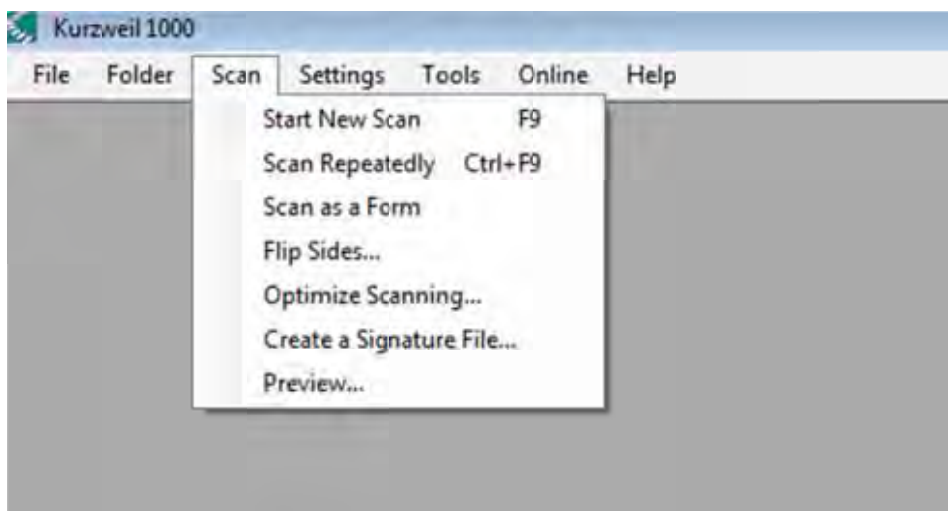 Kurzweil 1000
File Folder Scan Settings Tools Online Help
Start New Scan F9
Scan Repeatedly Ctrl+F9
Scan as a Form
Flip Sides...
Optimize Scanning...
Create a Signature File...
Preview...